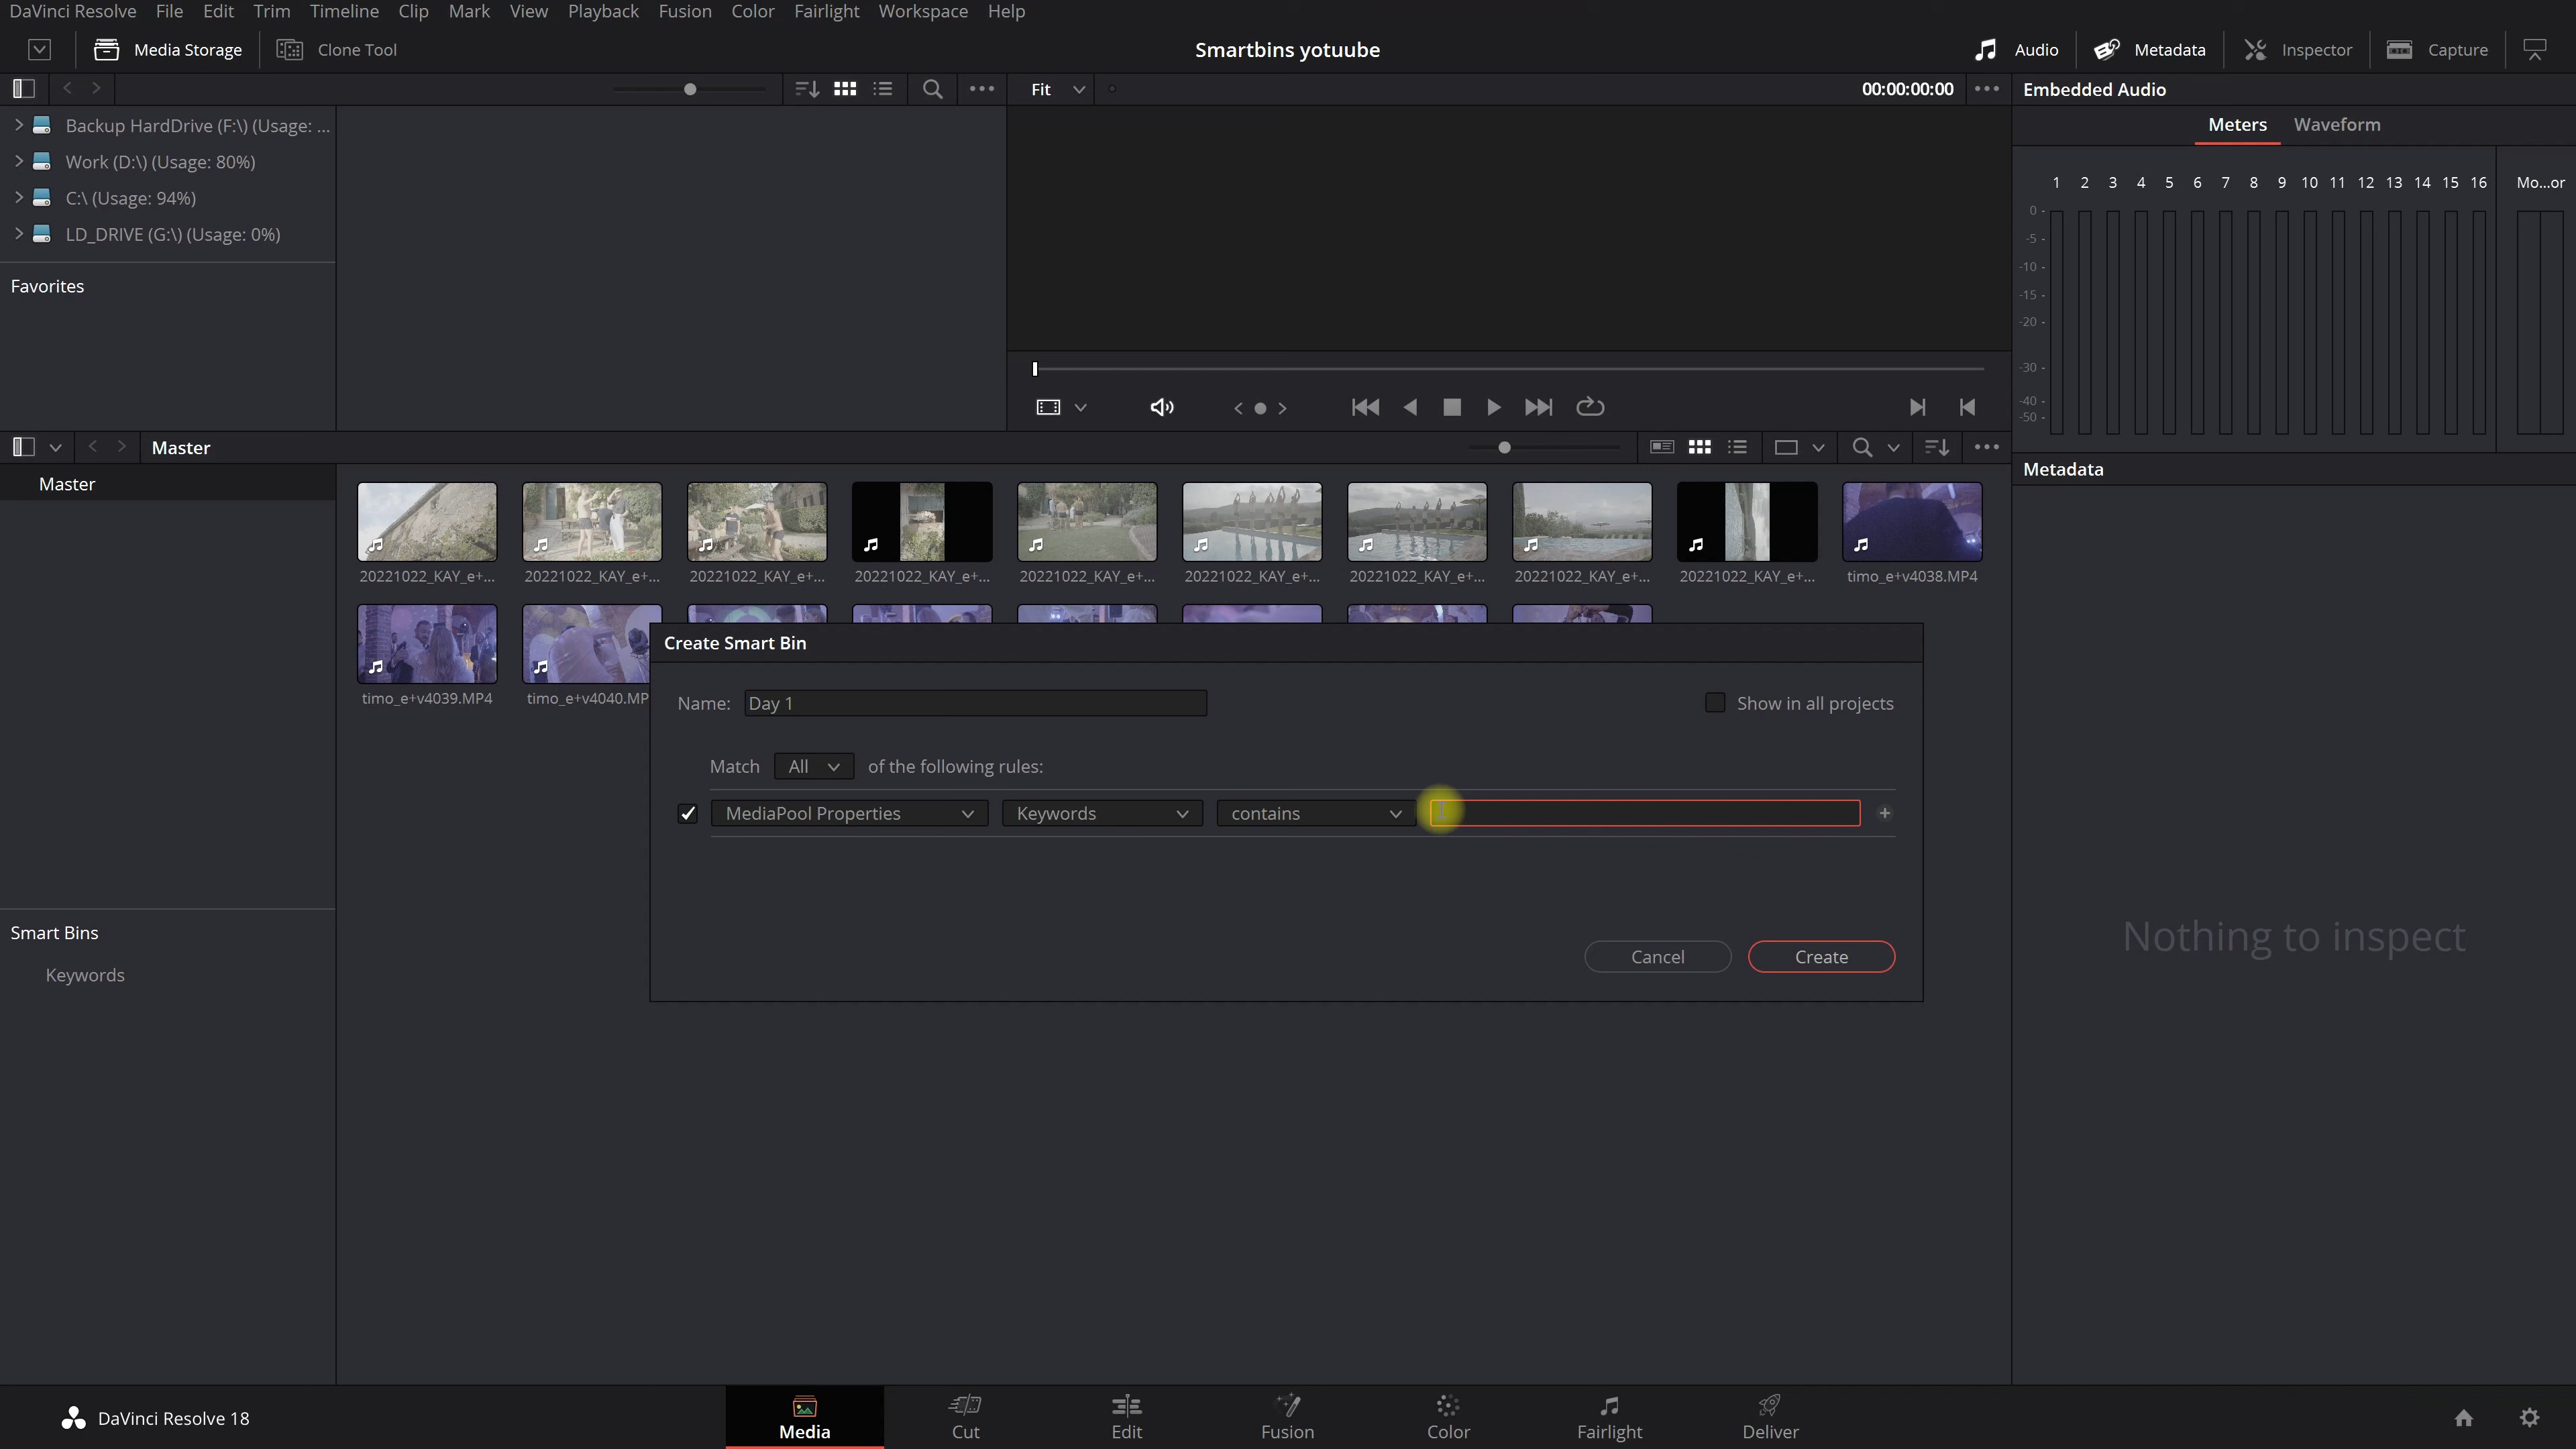 DaVinci Resolve File Edit Trim Timeline Clip Mark View Playback Fusion Color Fairlight Workspace Help
Media Storage Clone Tool Smartbins yotuube Audio Metadata Inspector Capture
Fit 00:00:00:00 Embedded Audio
Meters Waveform
Backup HardDrive (F:\) (Usage: ...
Work (D:\) (Usage: 80%)
C:\ (Usage: 94%)
LD_DRIVE (G:\) (Usage: 0%)
Favorites
1 2 3 4 5 6 7 8 9 10 11 12 13 14 15 16 Mo...or
0
-5
-10
-15
-20
-30
-40
-50
Master
Metadata
Master
20221022_KAY_e+... 20221022_KAY_e+... 20221022_KAY_e+... 20221022_KAY_e+... 20221022_KAY_e+... 20221022_KAY_e+... 20221022_KAY_e+... 20221022_KAY_e+... 20221022_KAY_e+... timo_e+v4038.MP4
timo_e+v4039.MP4 timo_e+v4040.MP
Create Smart Bin
Name: Day 1 Show in all projects
Match All of the following rules:
MediaPool Properties Keywords contains
Cancel Create
Smart Bins
Keywords
Nothing to inspect
DaVinci Resolve 18
Media Cut Edit Fusion Color Fairlight Deliver